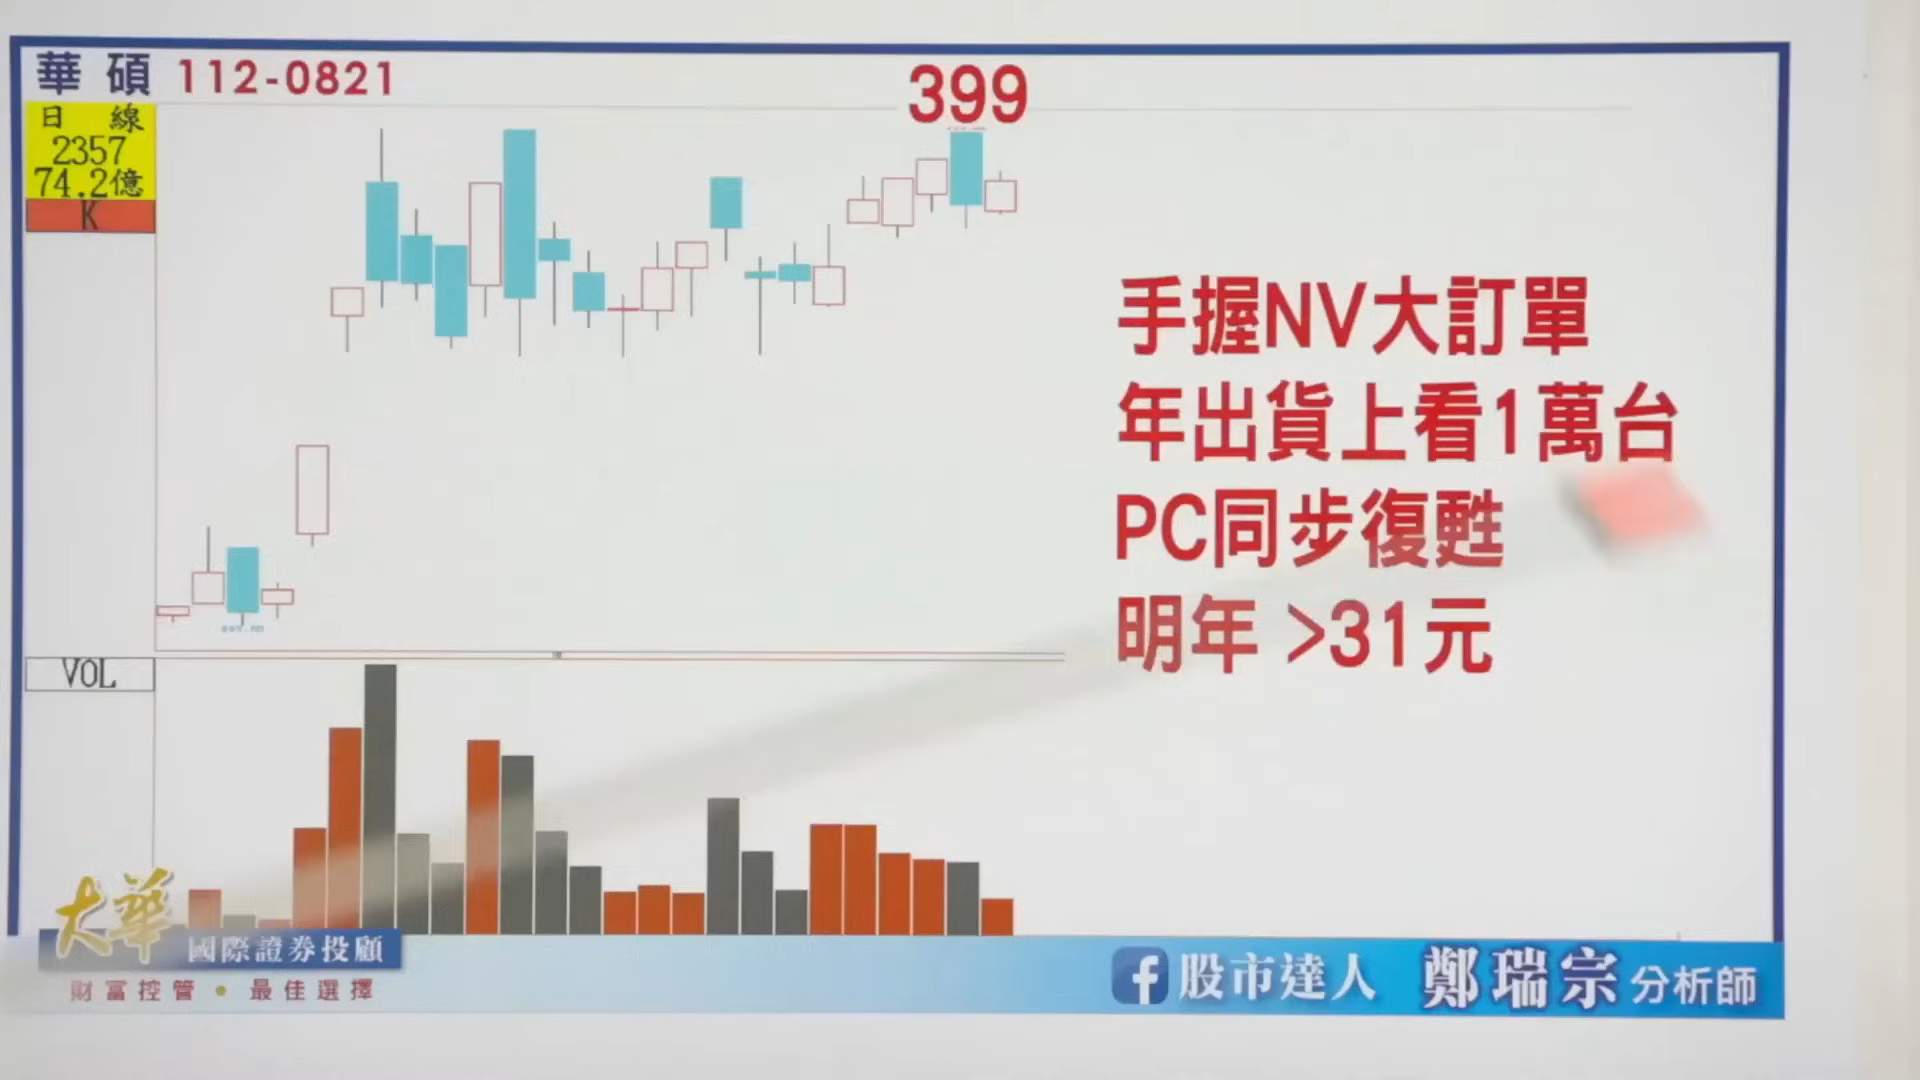 華碩 112-0821
399
日 線
2357
74.2億
K
手握NV大訂單
年出貨上看1萬台
PC同步復甦
明年 >31元
VOL
大華
國際證券投顧
財富控管 • 最佳選擇
股市達人 鄭瑞宗 分析師